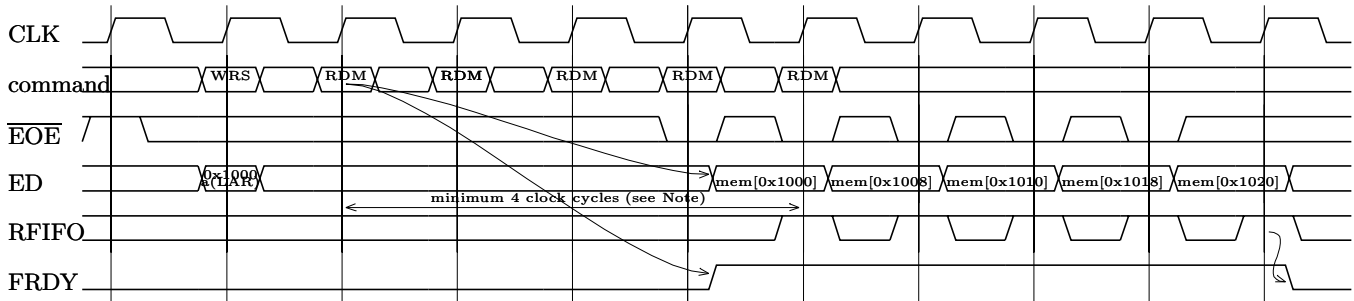 CLK
command WRS RDM RDM RDM RDM RDM
EOE
0x1000
ED a(LAR) mem[0x1000] mem[0x1008] mem[0x1010] mem[0x1018] mem[0x1020]
minimum 4 clock cycles (see Note)
RFIFO
FRDY